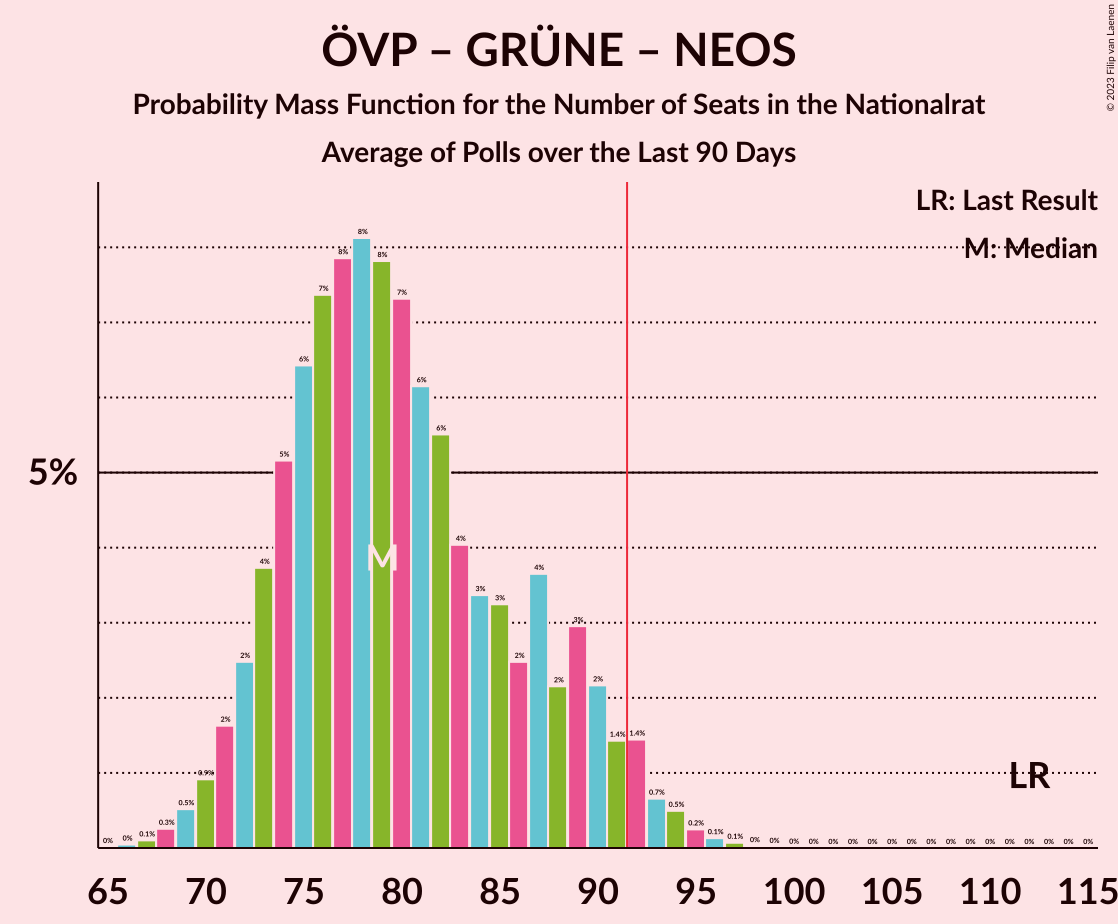 ÖVP – GRÜNE – NEOS
Probability Mass Function for the Number of Seats in the Nationalrat
Average of Polls over the Last 90 Days
© 2023 Filip van Laenen
LR: Last Result
M: Median
5%
0% 0% 0.1% 0.3% 0.5% 0.9% 2% 2% 4% 5% 6% 7% 8% 8% 8% 7% 6% 6% 4% 3% 3% 2% 4% 2% 3% 2% 1.4% 1.4% 0.7% 0.5% 0.2% 0.1% 0.1% 0% 0% 0% 0% 0% 0% 0% 0% 0% 0% 0% 0% 0% 0% 0% 0% 0% 0%
M
LR
65 70 75 80 85 90 95 100 105 110 115